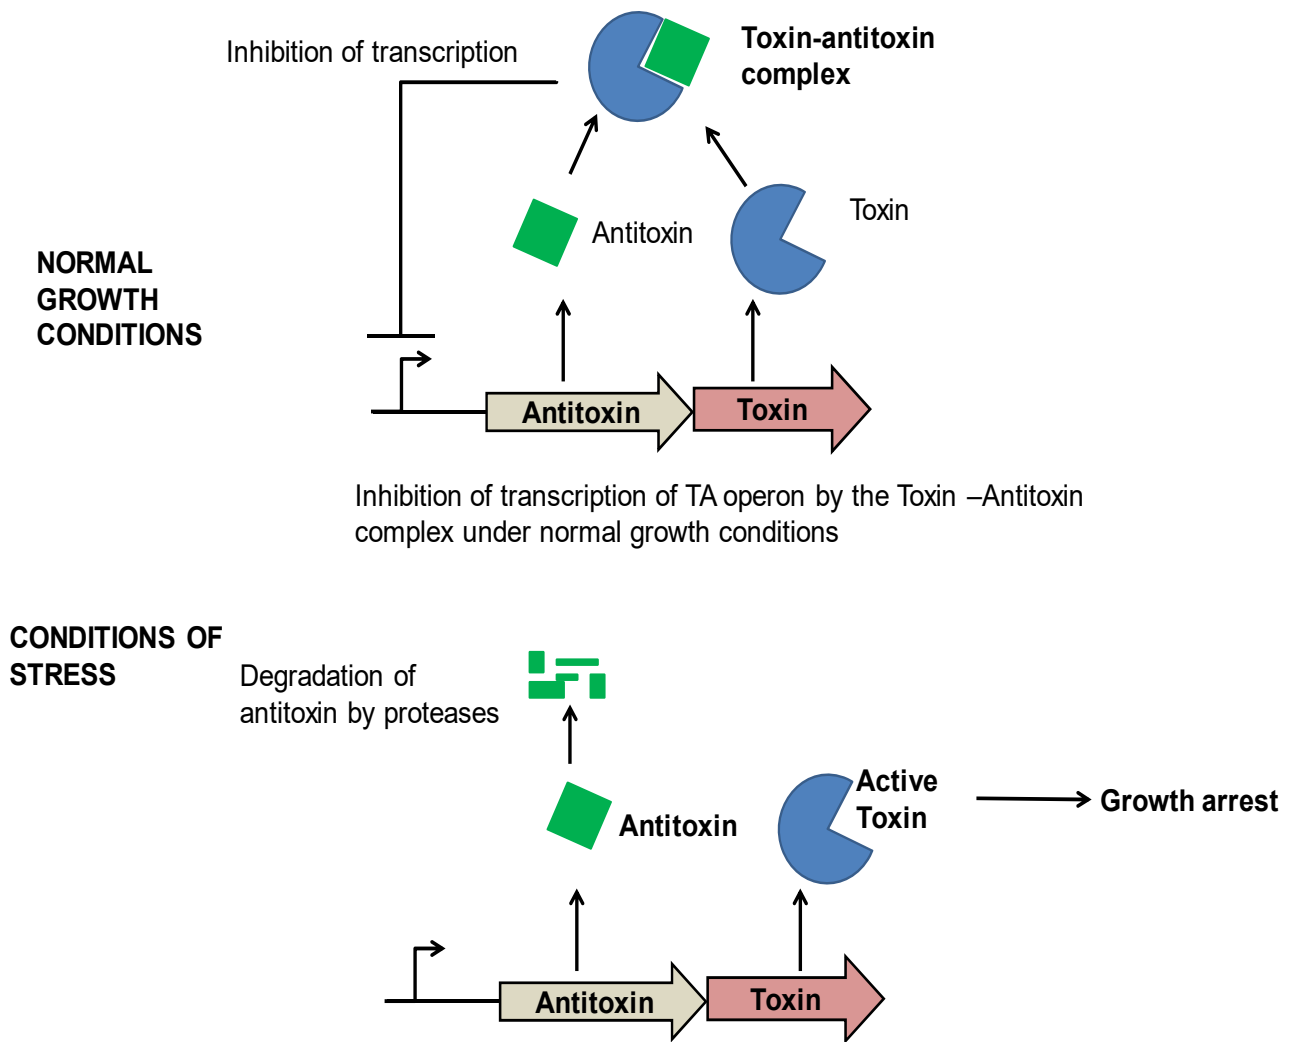 Inhibition of transcription
Toxin-antitoxin
complex
Antitoxin
Toxin
NORMAL
GROWTH
CONDITIONS
Antitoxin
Toxin
Inhibition of transcription of TA operon by the Toxin –Antitoxin
complex under normal growth conditions
CONDITIONS OF
STRESS
Degradation of
antitoxin by proteases
Antitoxin
Active
Toxin
Growth arrest
Antitoxin
Toxin